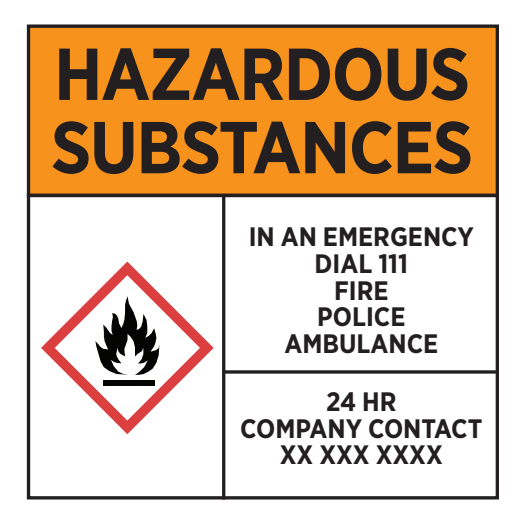 HAZARDOUS
SUBSTANCES
IN AN EMERGENCY
DIAL 111
FIRE
POLICE
AMBULANCE
24 HR
COMPANY CONTACT
XX XXX XXXX